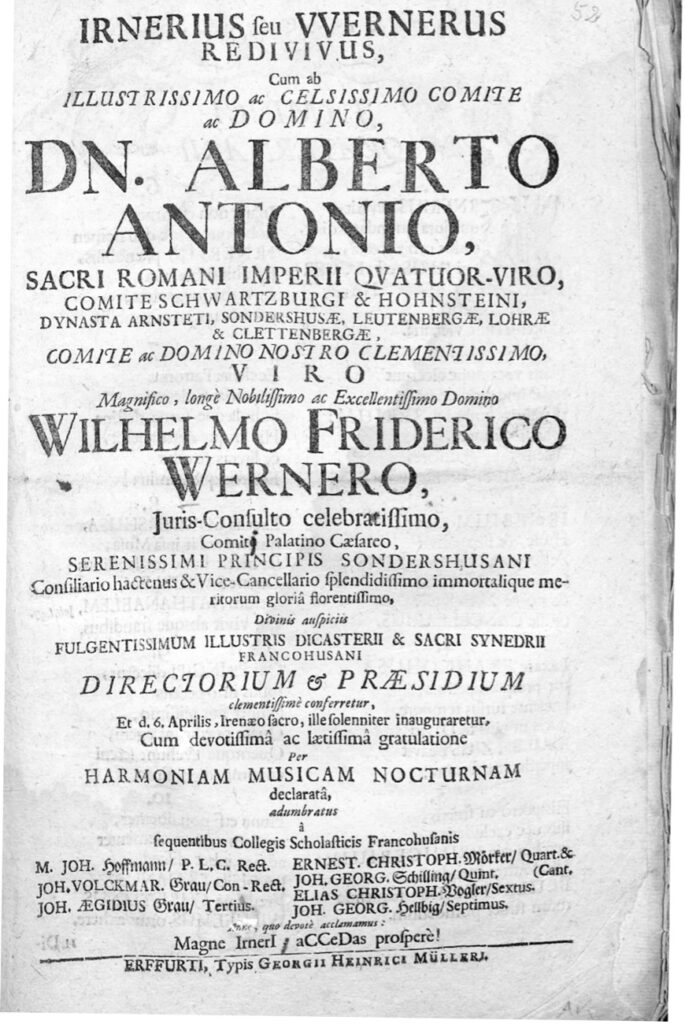 52
IRNERIUS ſeu VVERNERUS
REDIVIVUS,
Cum ab
ILLUSTRISSIMO ac CELSISSIMO COMITE
ac DOMINO,
DN. ALBERTO
ANTONIO,
SACRI ROMANI IMPERII QVATUOR-VIRO,
COMITE SCHWARTZBURGI & HOHNSTEINI,
DYNASTA ARNSTETI, SONDERSHUSÆ, LEUTENBERGÆ, LOHRÆ
& CLETTENBERGÆ,
COMITE ac DOMINO NOSTRO CLEMENTISSIMO,
VIRO
Magnifico, longè Nobiliſſimo ac Excellentiſſimo Domino
WILHELMO FRIDERICO
WERNERO,
Juris-Conſulto celebratiſſimo,
Comiti Palatino Cæſareo,
SERENISSIMI PRINCIPIS SONDERSHUSANI
Conſiliario hactenus & Vice-Cancellario ſplendidiſſimo immortalique me-
ritorum gloriâ florentiſſimo,
Divinis auſpiciis
FULGENTISSIMUM ILLUSTRIS DICASTERII & SACRI SYNEDRII
FRANCOHUSANI
DIRECTORIUM & PRÆSIDIUM
clementiſſimè conferretur,
Et d. 6. Aprilis, Irenæo ſacro, ille ſolenniter inauguraretur,
Cum devotiſſimâ ac lætiſſimâ gratulatione
Per
HARMONIAM MUSICAM NOCTURNAM
declaratâ,
adumbratus
â
ſequentibus Collegis Scholaſticis Francohuſanis
M. JOH. Hoffmann/ P. L. C. Rect.
JOH. VOLCKMAR. Grau/ Con-Rect.
JOH. ÆGIDIUS Grau/ Tertius.
ERNEST. CHRISTOPH. Mörker/ Quart. &
(Cant.
JOH. GEORG. Schilling/ Quint.
ELIAS CHRISTOPH. Vogler/ Sextus.
JOH. GEORG. Hellbig/ Septimus.
quo devotè acclamamus:
Magne IrnerI, aCCeDas proſperè!
ERFFURTI, Typis GEORGII HEINRICI MÜLLERI.